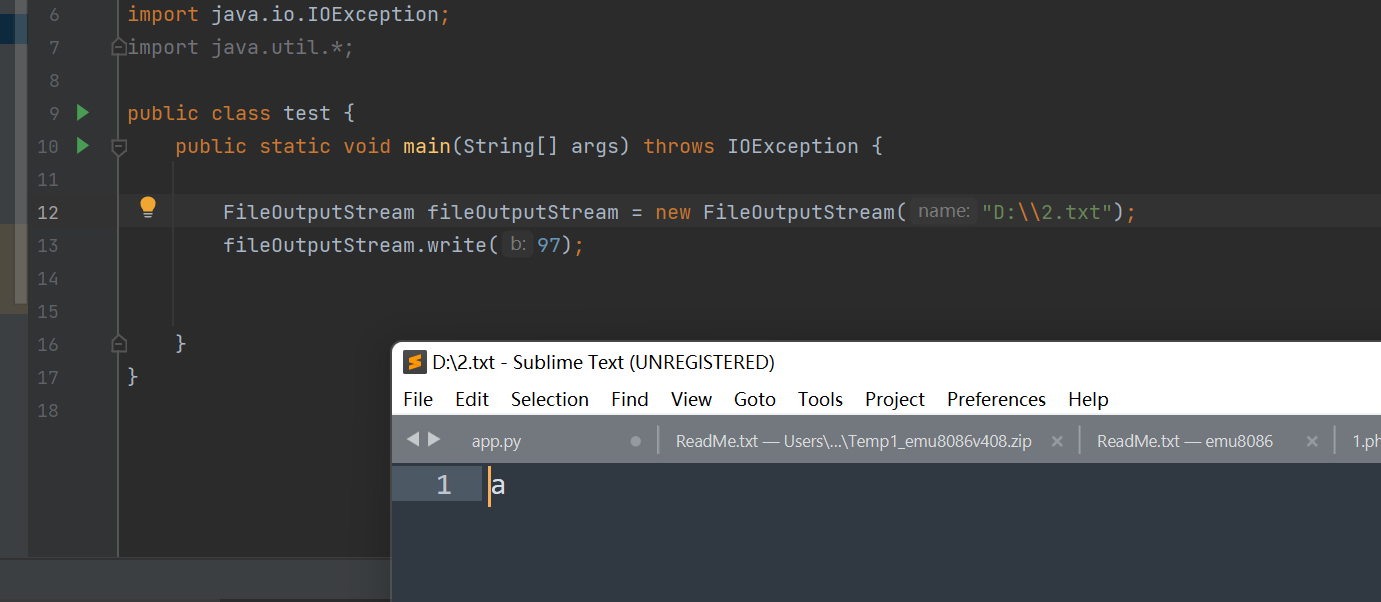 6 import java.io.IOException;
7 import java.util.*;
8
9 public class test {
10 public static void main(String[] args) throws IOException {
11
12 FileOutputStream fileOutputStream = new FileOutputStream( name: "D:\\2.txt");
13 fileOutputStream.write( b: 97);
14
15
16 }
17 }
18
D:\2.txt - Sublime Text (UNREGISTERED)
File Edit Selection Find View Goto Tools Project Preferences Help
app.py ReadMe.txt — Users\...\Temp1_emu8086v408.zip ReadMe.txt — emu8086 1.ph
1 a